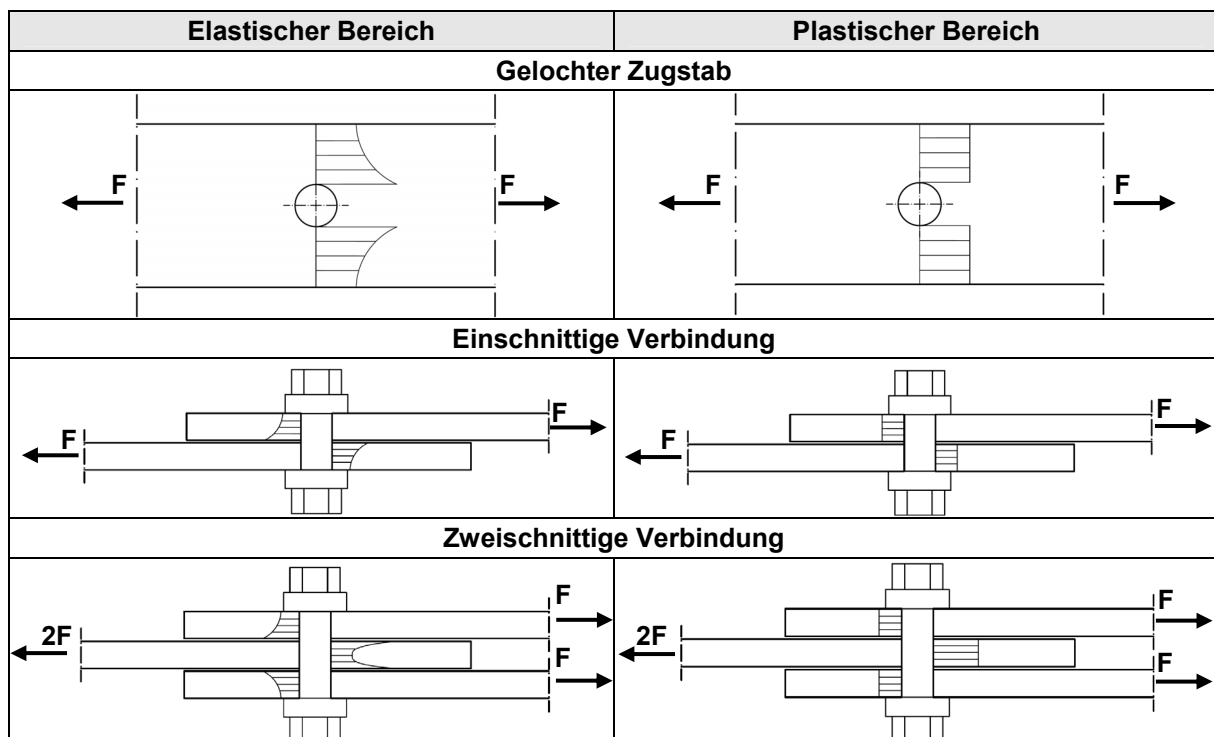 Elastischer Bereich Plastischer Bereich
Gelochter Zugstab
F F F F
Einschnittige Verbindung
F F
F F
Zweischnittige Verbindung
F F
2F 2F
F F